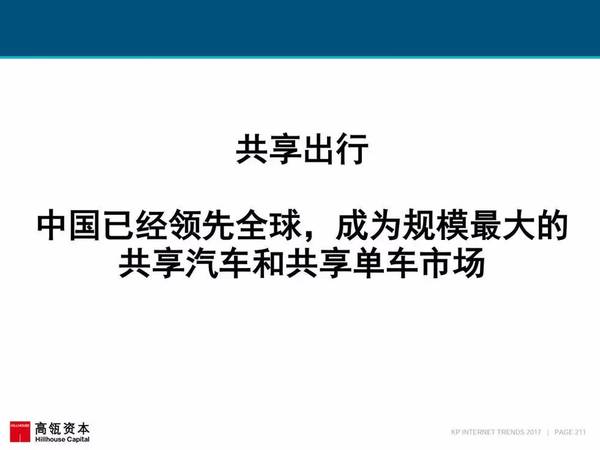 共享出行
中国已经领先全球，成为规模最大的
共享汽车和共享单车市场
HILLHOUSE
高瓴资本
Hillhouse Capital
KP INTERNET TRENDS 2017 | PAGE 211